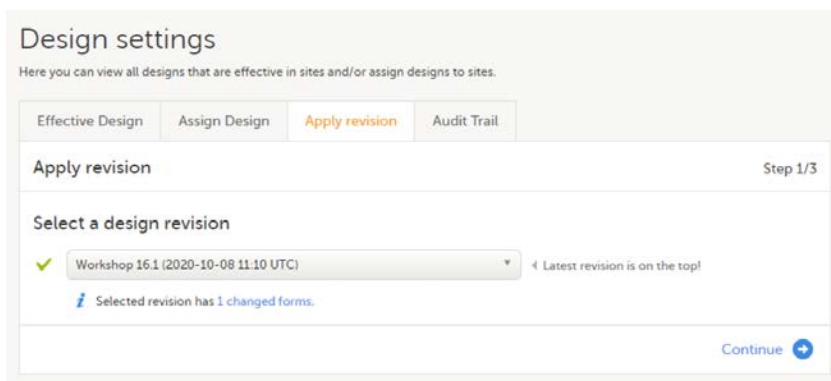 Design settings
Here you can view all designs that are effective in sites and/or assign designs to sites.
Effective Design Assign Design Apply revision Audit Trail
Apply revision Step 1/3
Select a design revision
Workshop 16.1 (2020-10-08 11:10 UTC) Latest revision is on the top!
Selected revision has 1 changed forms.
Continue